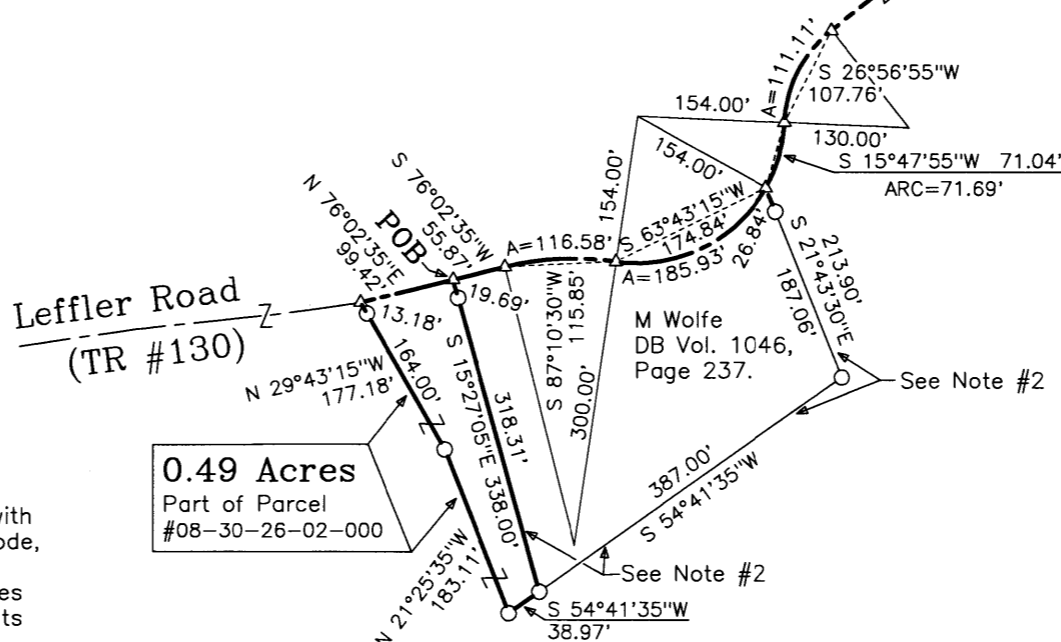 A=111.11'
S 26°56'55"W
107.76'
154.00'
130.00'
S 15°47'55"W 71.04'
ARC=71.69'
154.00'
154.00'
S 63°43'15"W
174.84'
A=185.93'
26.84'
213.90'
S 21°43'30"E
187.06'
S 76°02'35"W
55.87'
N 76°02'35"E
99.42'
POB
A=116.58'
19.69'
13.18'
S 87°10'30"W
115.85'
300.00'
Leffler Road
(TR #130)
M Wolfe
DB Vol. 1046,
Page 237.
See Note #2
N 29°43'15"W
177.18'
164.00'
318.31'
S 15°27'05"E 338.00'
387.00'
S 54°41'35"W
0.49 Acres
Part of Parcel
#08-30-26-02-000
with
ode,
es
ts
N 21°25'35"W
183.11'
See Note #2
S 54°41'35"W
38.97'